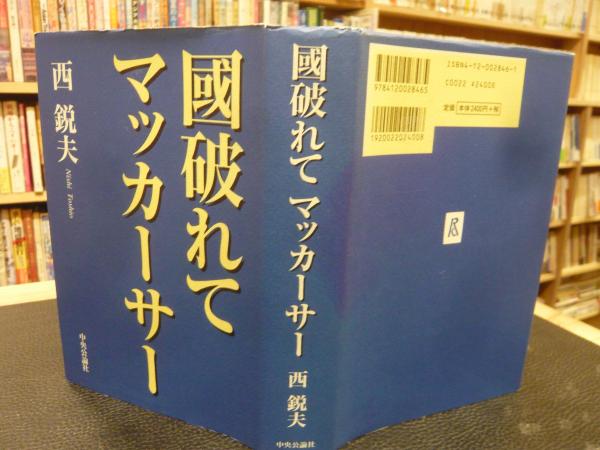 國破れて
マッカーサー
西 鋭夫
Nishi Toshio
中央公論社
國破れて マッカーサー 西 鋭夫
中央公論社
9784120028465
1920022024008
ISBN4-12-002846-1
C0022 ¥2400E
定価 本体2400円+税